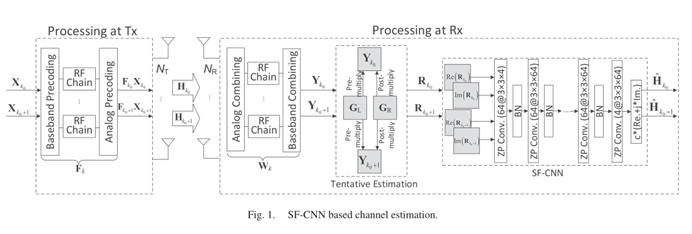 Processing at Tx
Processing at Rx
X_{k_0}
X_{k_0+1}
Baseband Precoding
RF Chain
RF Chain
Analog Precoding
F_{k_0}X_{k_0}
F_{k_0+1}X_{k_0+1}
F_k
N_T
H_{k_0}
H_{k_0+1}
N_R
Analog Combining
RF Chain
RF Chain
Baseband Combining
W_k
Y_{k_0}
Y_{k_0+1}
Y_{k_0}
Pre-multiply
Post-multiply
G_L
G_R
Pre-multiply
Post-multiply
Y_{k_0+1}
Tentative Estimation
R_{k_0}
R_{k_0+1}
Re(R_{k_0})
Im(R_{k_0})
Re(R_{k_0+1})
Im(R_{k_0+1})
ZP Conv. (64@3×3×4)
BN
ZP Conv. (64@3×3×64)
BN
...
ZP Conv. (64@3×3×64)
BN
ZP Conv. (4@3×3×64)
c*(Re.+j*Im.)
SF-CNN
Ĥ_{k_0}
Ĥ_{k_0+1}
Fig. 1. SF-CNN based channel estimation.